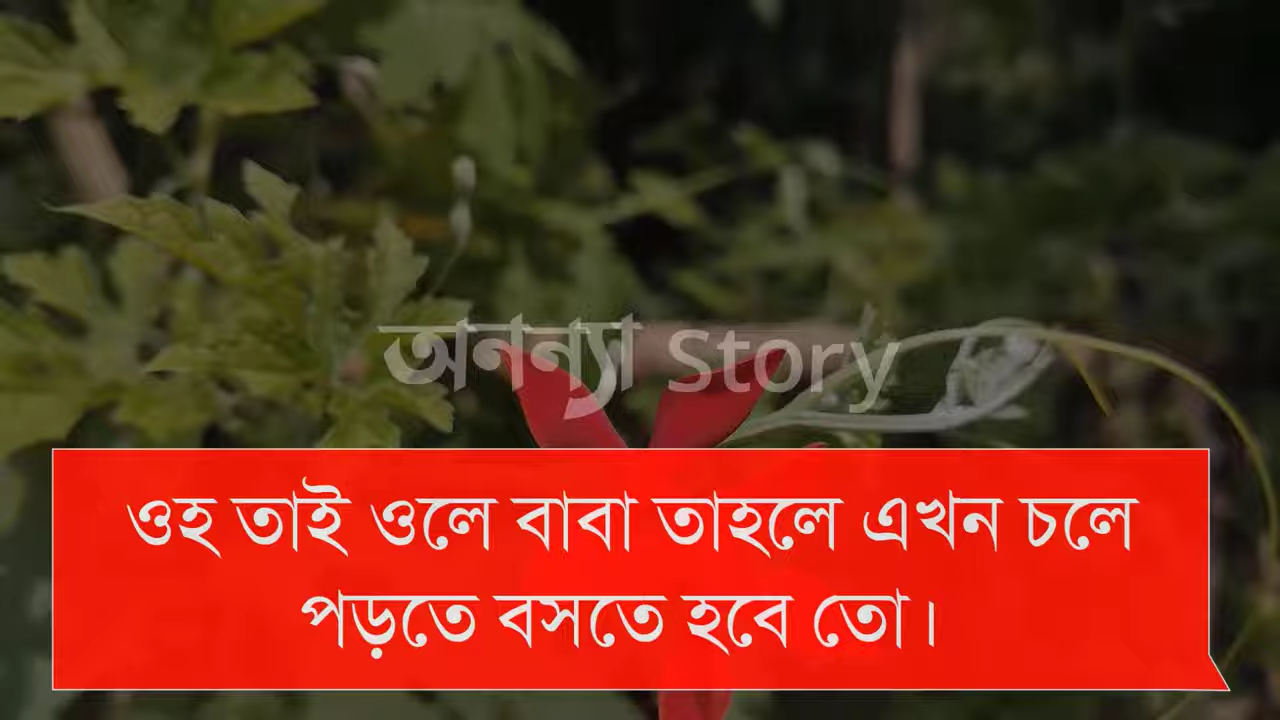 অনন্যা Story
ওহ তাই ওলে বাবা তাহলে এখন চলে
পড়তে বসতে হবে তো।